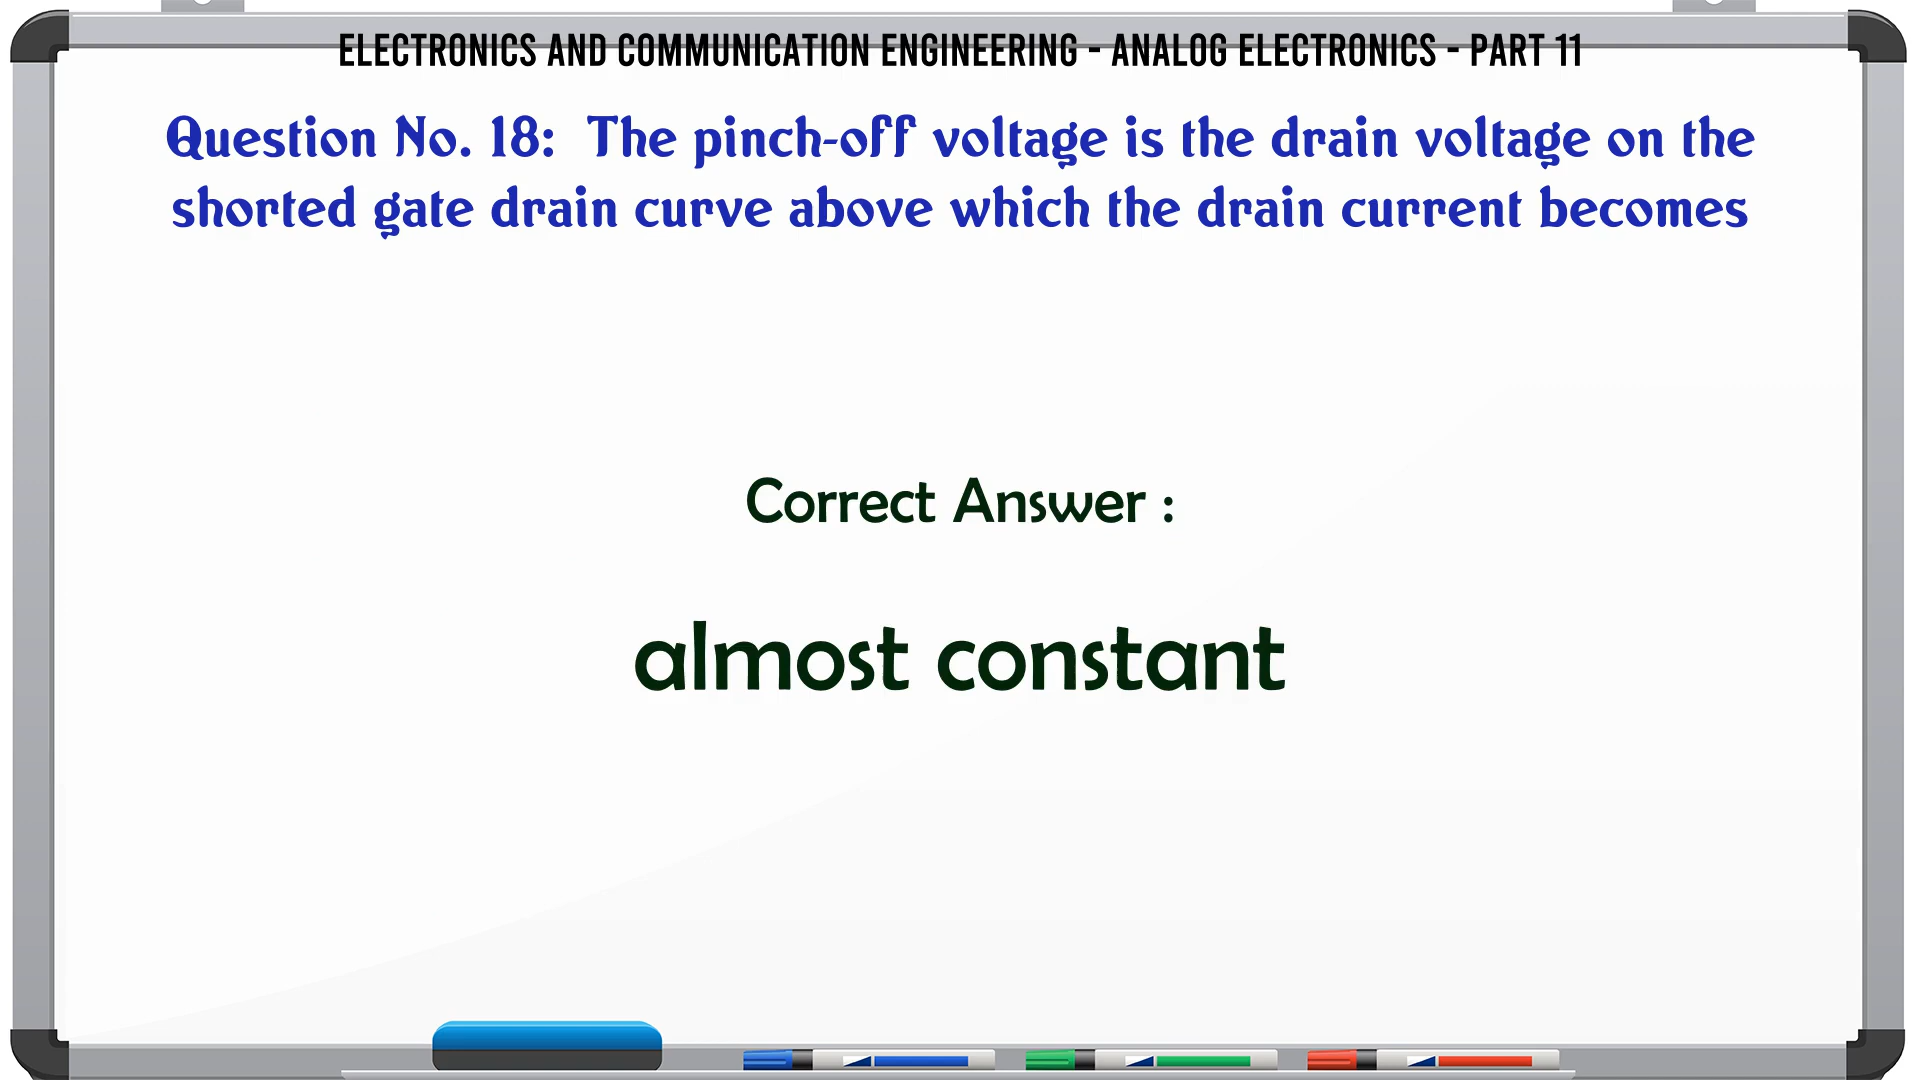 ELECTRONICS AND COMMUNICATION ENGINEERING - ANALOG ELECTRONICS - PART 11
Question No. 18: The pinch-off voltage is the drain voltage on the
shorted gate drain curve above which the drain current becomes
Correct Answer :
almost constant